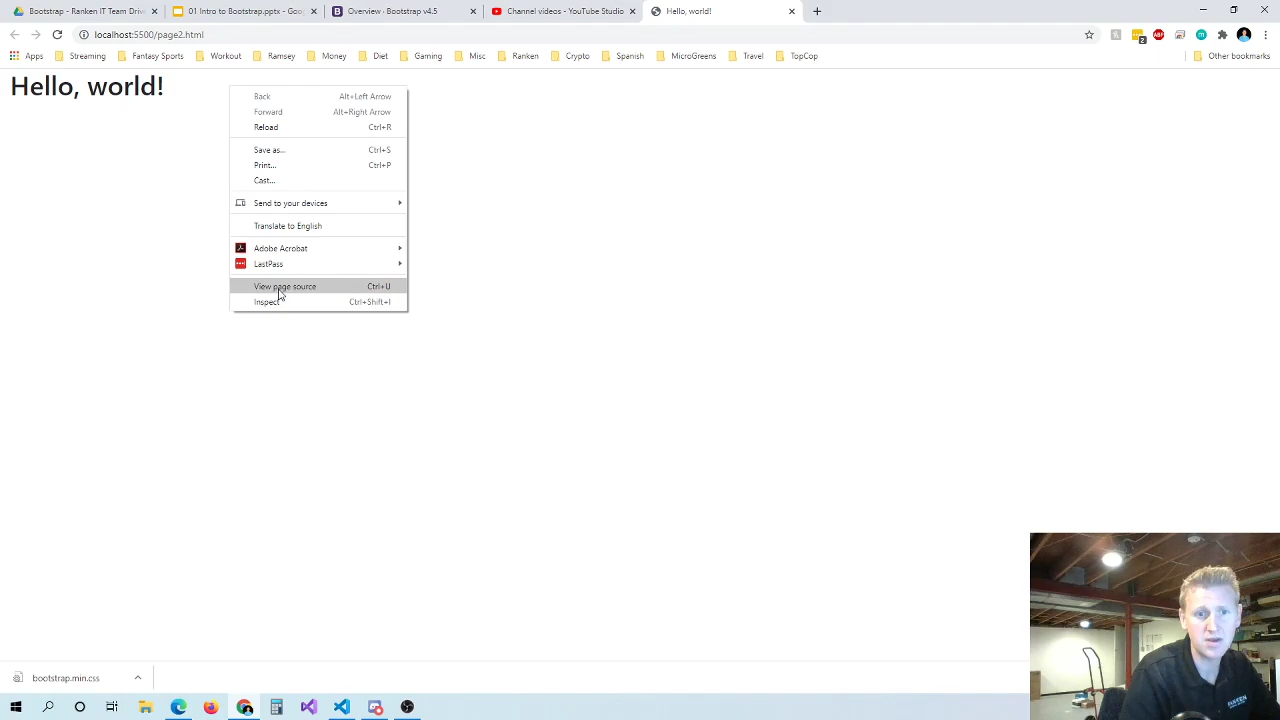 Bootstrap - Ranken IT Team Driv
01 Intro to Bootstrap.pptx - Goog
Overview · Bootstrap v4.5
Channel videos - YouTube Studio
Hello, world!
localhost:5500/page2.html
2
ABP
Apps
Streaming
Fantasy Sports
Workout
Ramsey
Money
Diet
Gaming
Misc
Ranken
Crypto
Spanish
MicroGreens
Travel
TopCop
Other bookmarks
Hello, world!
Back Alt+Left Arrow
Forward Alt+Right Arrow
Reload Ctrl+R
Save as... Ctrl+S
Print... Ctrl+P
Cast...
Send to your devices
Translate to English
Adobe Acrobat
LastPass
View page source Ctrl+U
Inspect Ctrl+Shift+I
bootstrap.min.css
RANKEN